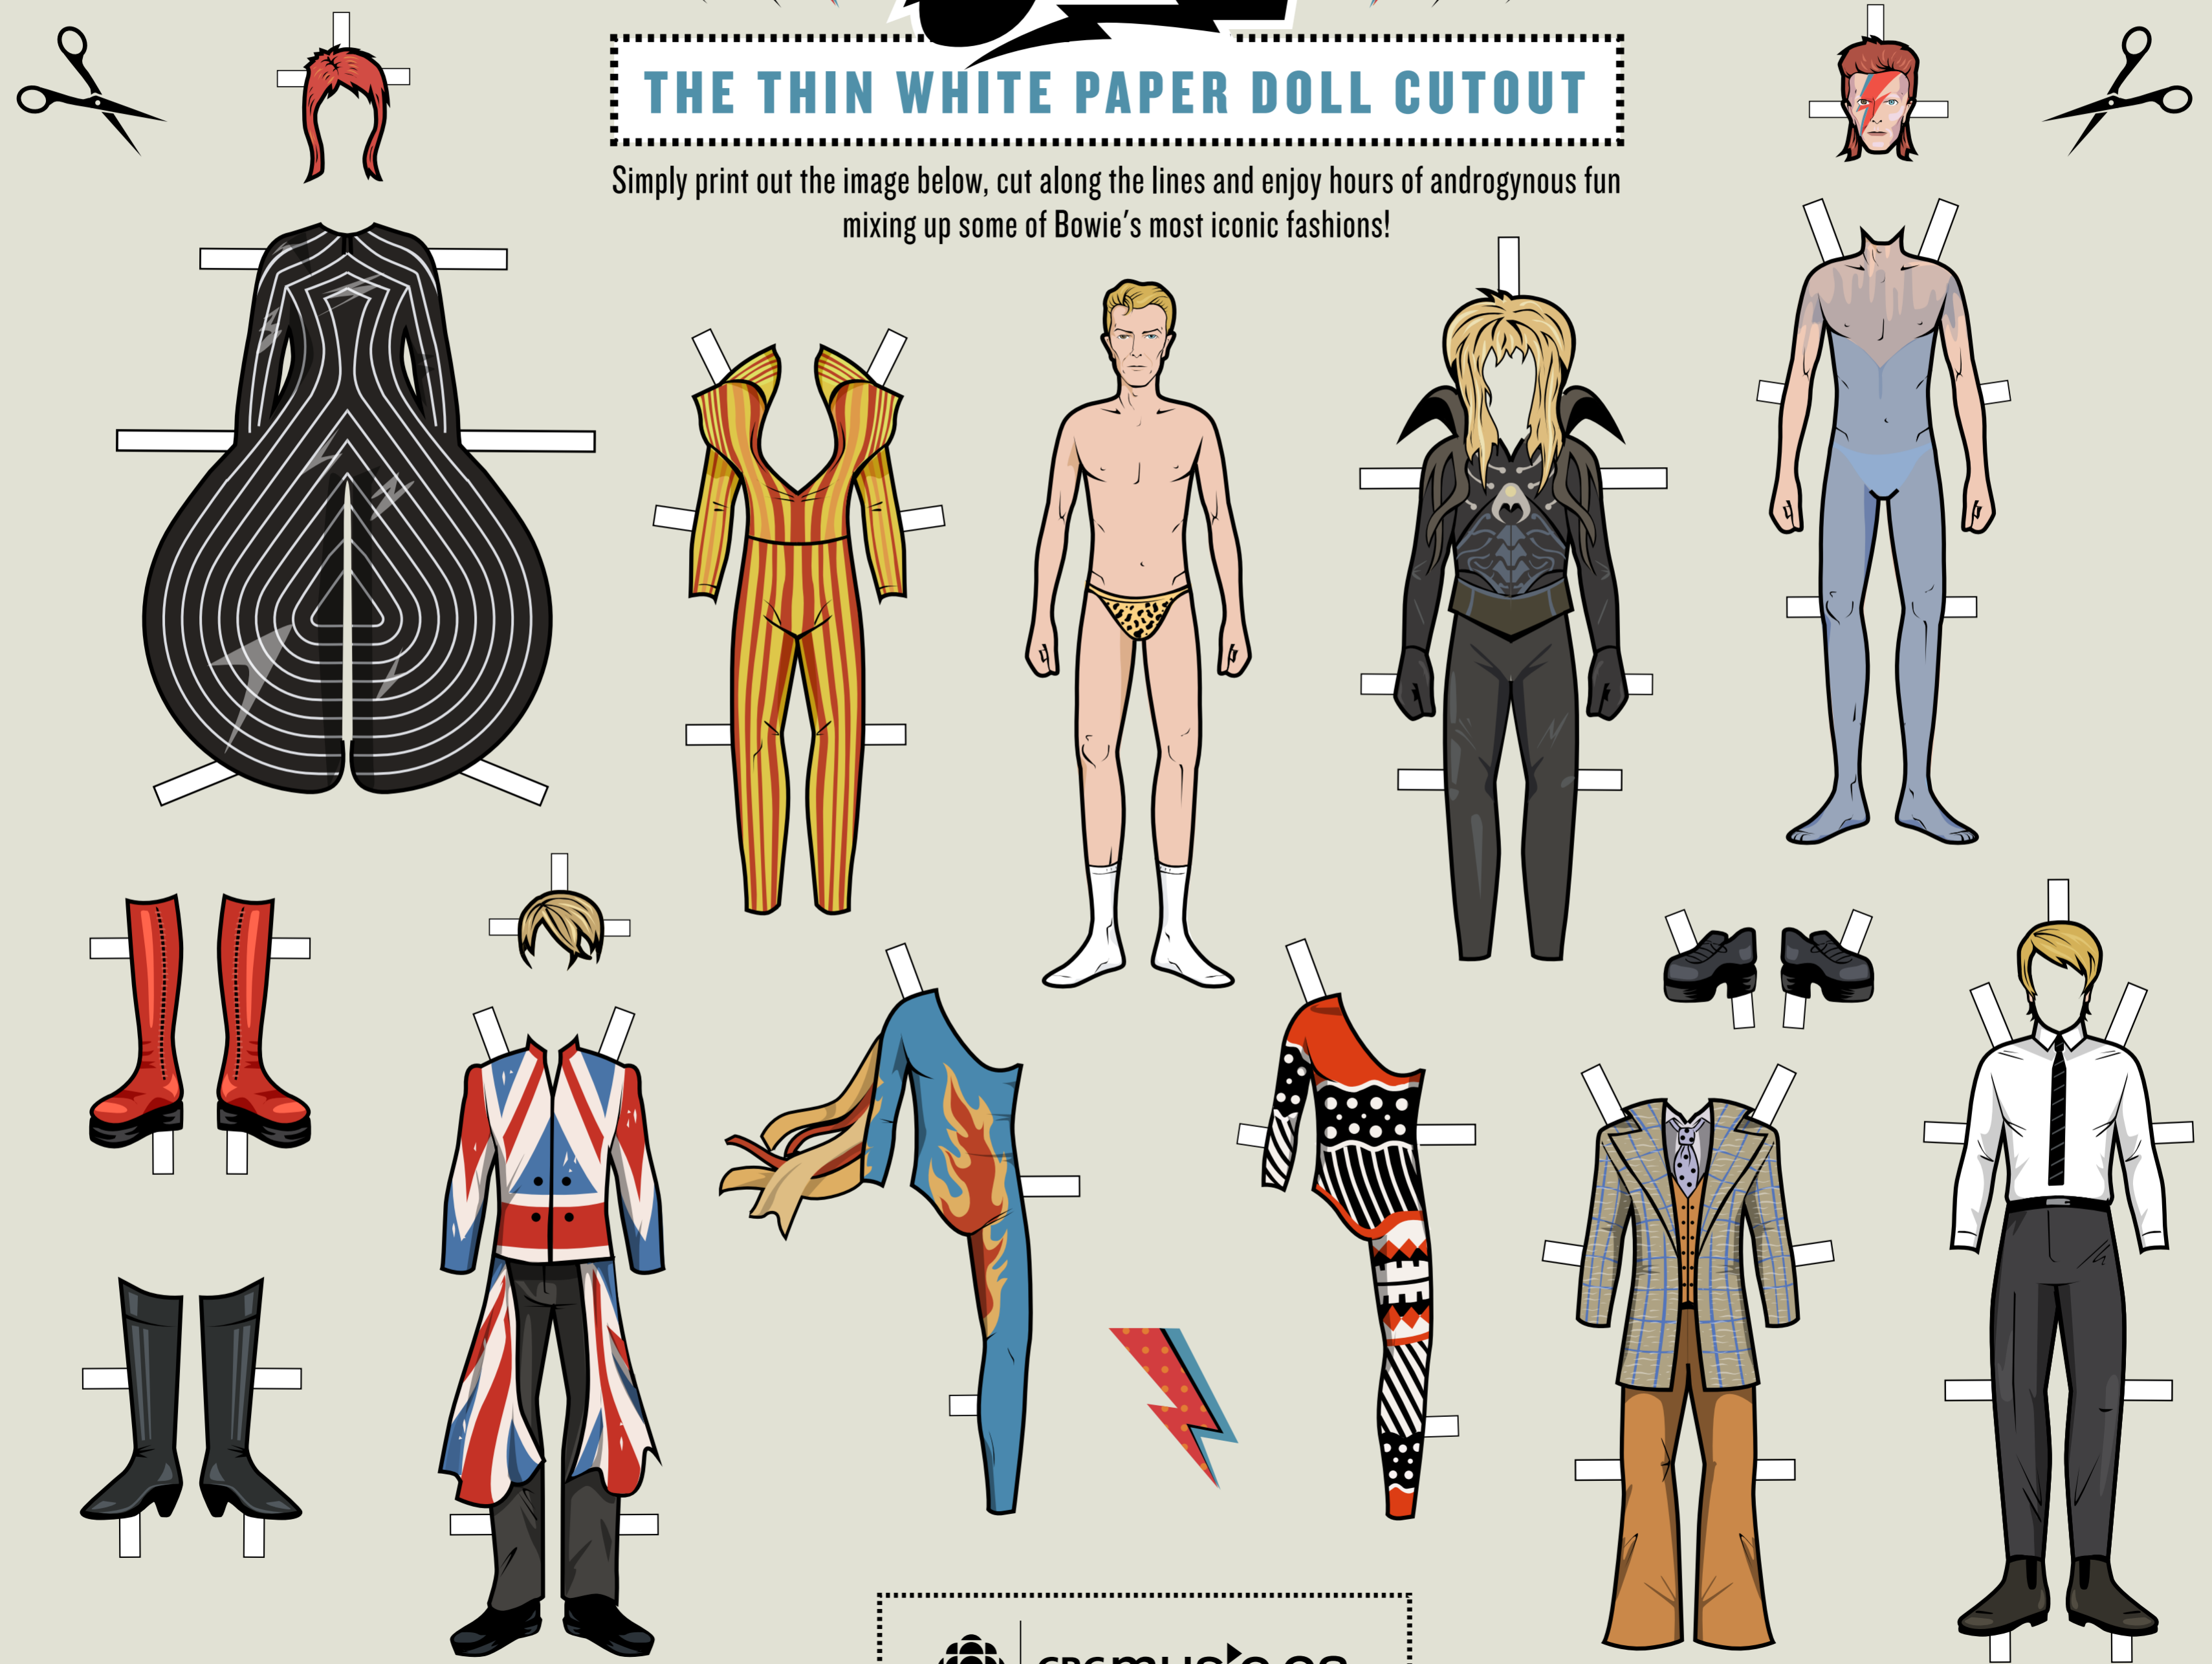 THE THIN WHITE PAPER DOLL CUTOUT
Simply print out the image below, cut along the lines and enjoy hours of androgynous fun
mixing up some of Bowie's most iconic fashions!